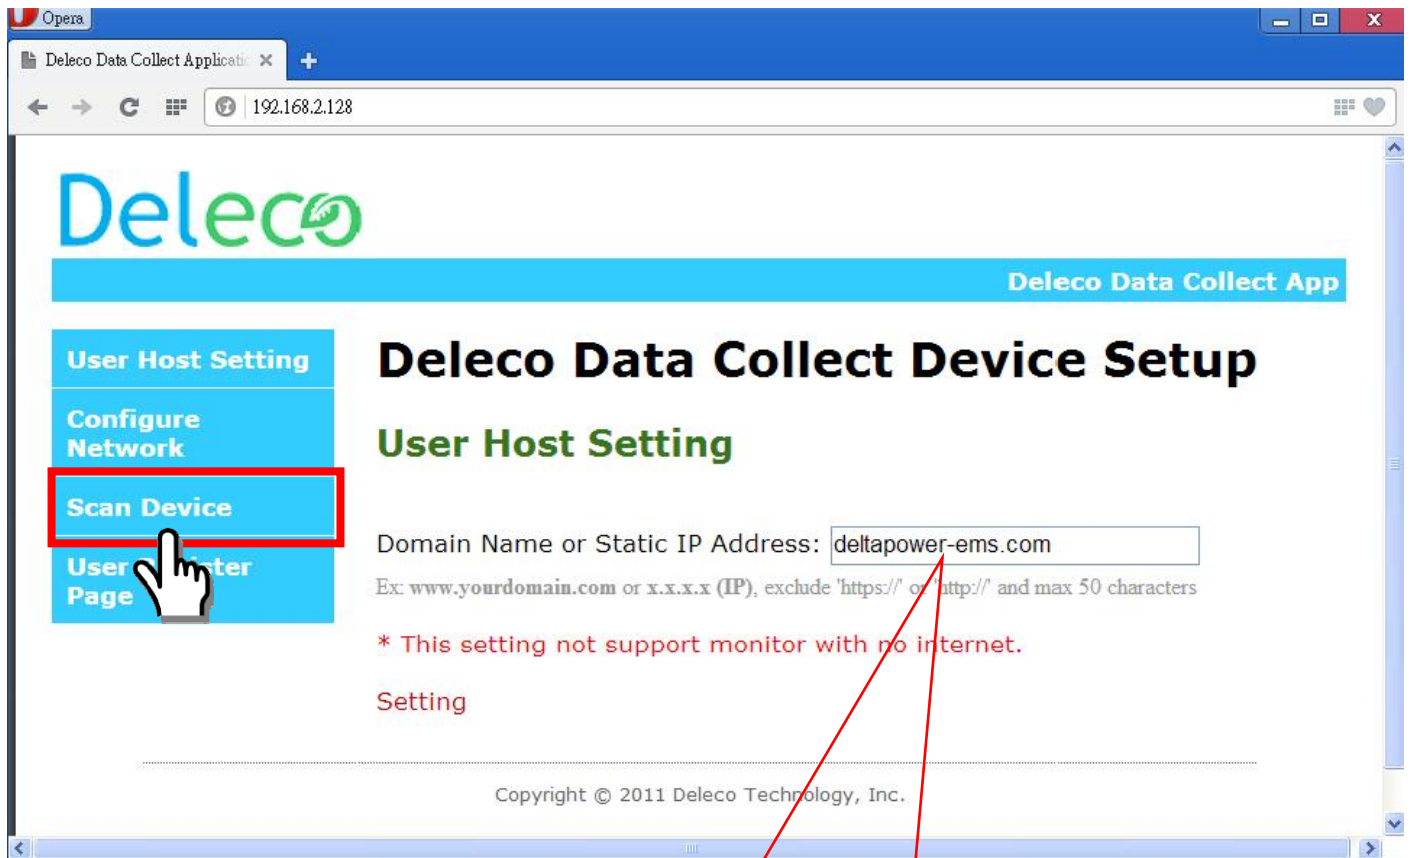 Opera
Deleco Data Collect Applicati
192.168.2.128
Deleco
Deleco Data Collect App
User Host Setting
Configure
Network
Scan Device
User
Page
Deleco Data Collect Device Setup
User Host Setting
Domain Name or Static IP Address: deltapower-ems.com
Ex: www.yourdomain.com or x.x.x.x (IP), exclude 'https://' or 'http://' and max 50 characters
* This setting not support monitor with no internet.
Setting
Copyright © 2011 Deleco Technology, Inc.